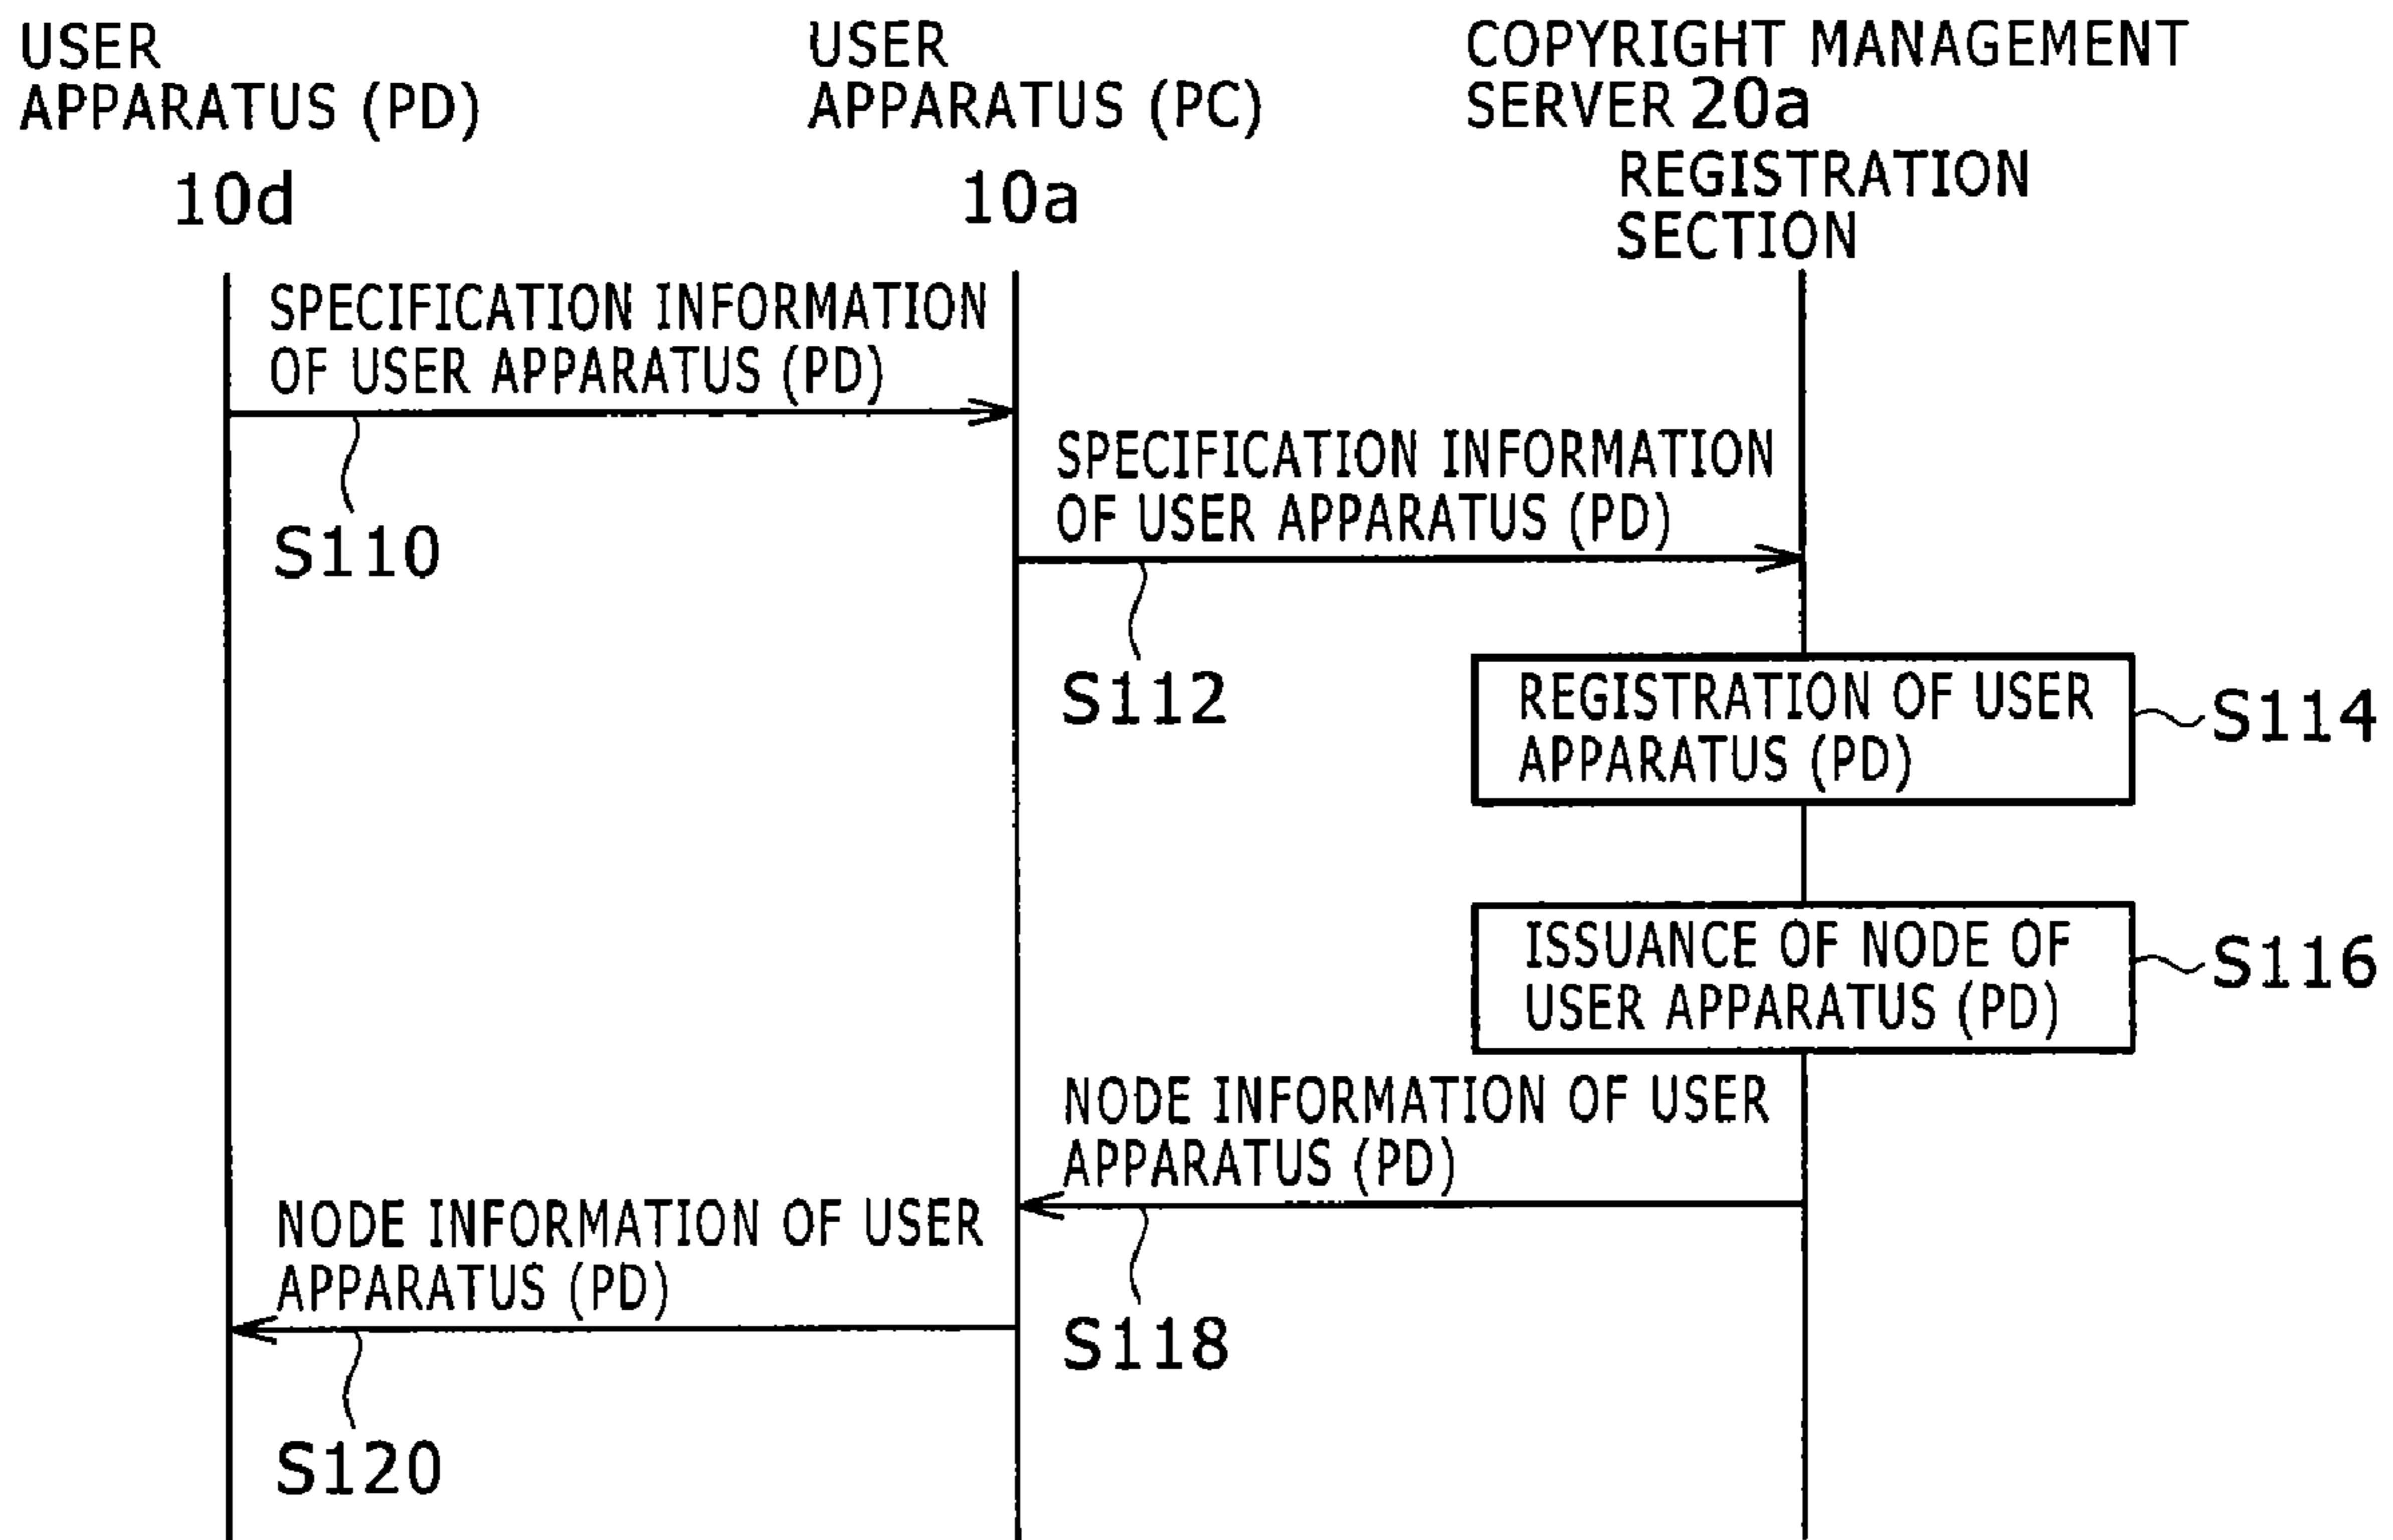 USER
APPARATUS (PD)
10d
USER
APPARATUS (PC)
10a
COPYRIGHT MANAGEMENT
SERVER 20a
REGISTRATION
SECTION
SPECIFICATION INFORMATION
OF USER APPARATUS (PD)
S110
SPECIFICATION INFORMATION
OF USER APPARATUS (PD)
S112
REGISTRATION OF USER
APPARATUS (PD)
S114
ISSUANCE OF NODE OF
USER APPARATUS (PD)
S116
NODE INFORMATION OF USER
APPARATUS (PD)
S118
NODE INFORMATION OF USER
APPARATUS (PD)
S120